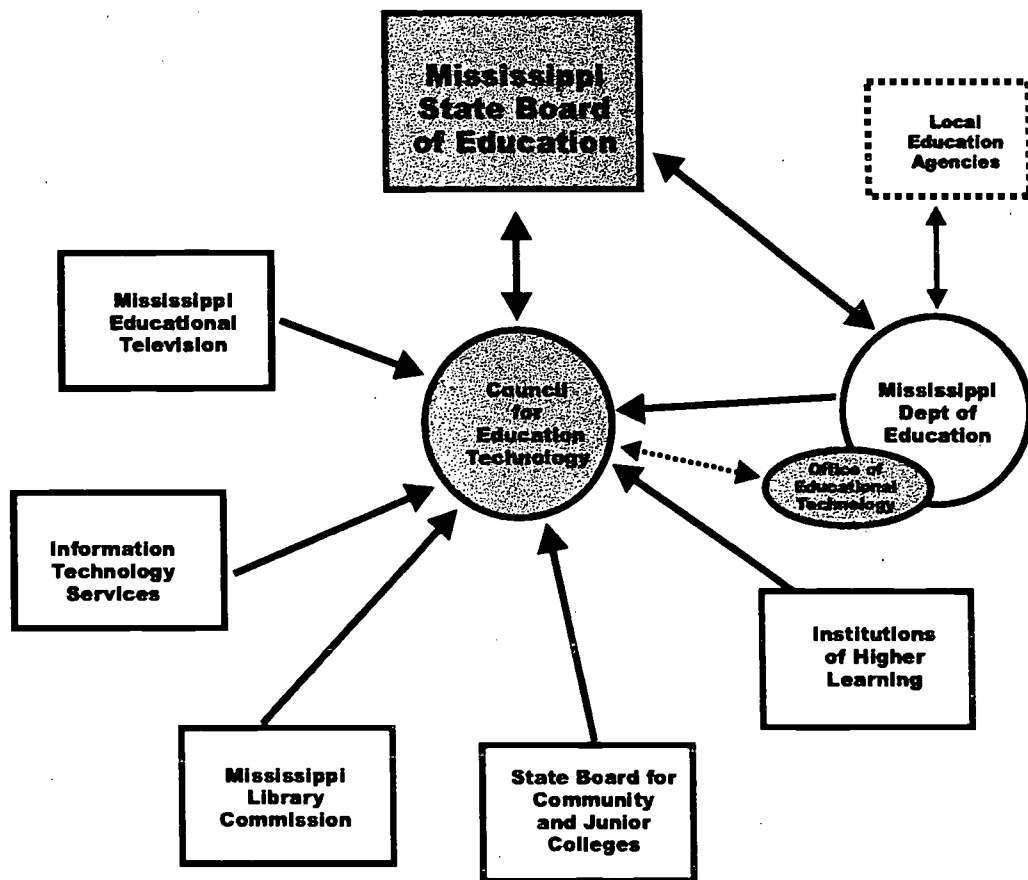 Mississippi
State Board
of Education
Local
Education
Agencies
Mississippi
Educational
Television
Council
for
Education
Technology
Mississippi
Dept of
Education
Office of
Educational
Technology
Information
Technology
Services
Institutions
of Higher
Learning
Mississippi
Library
Commission
State Board for
Community
and Junior
Colleges